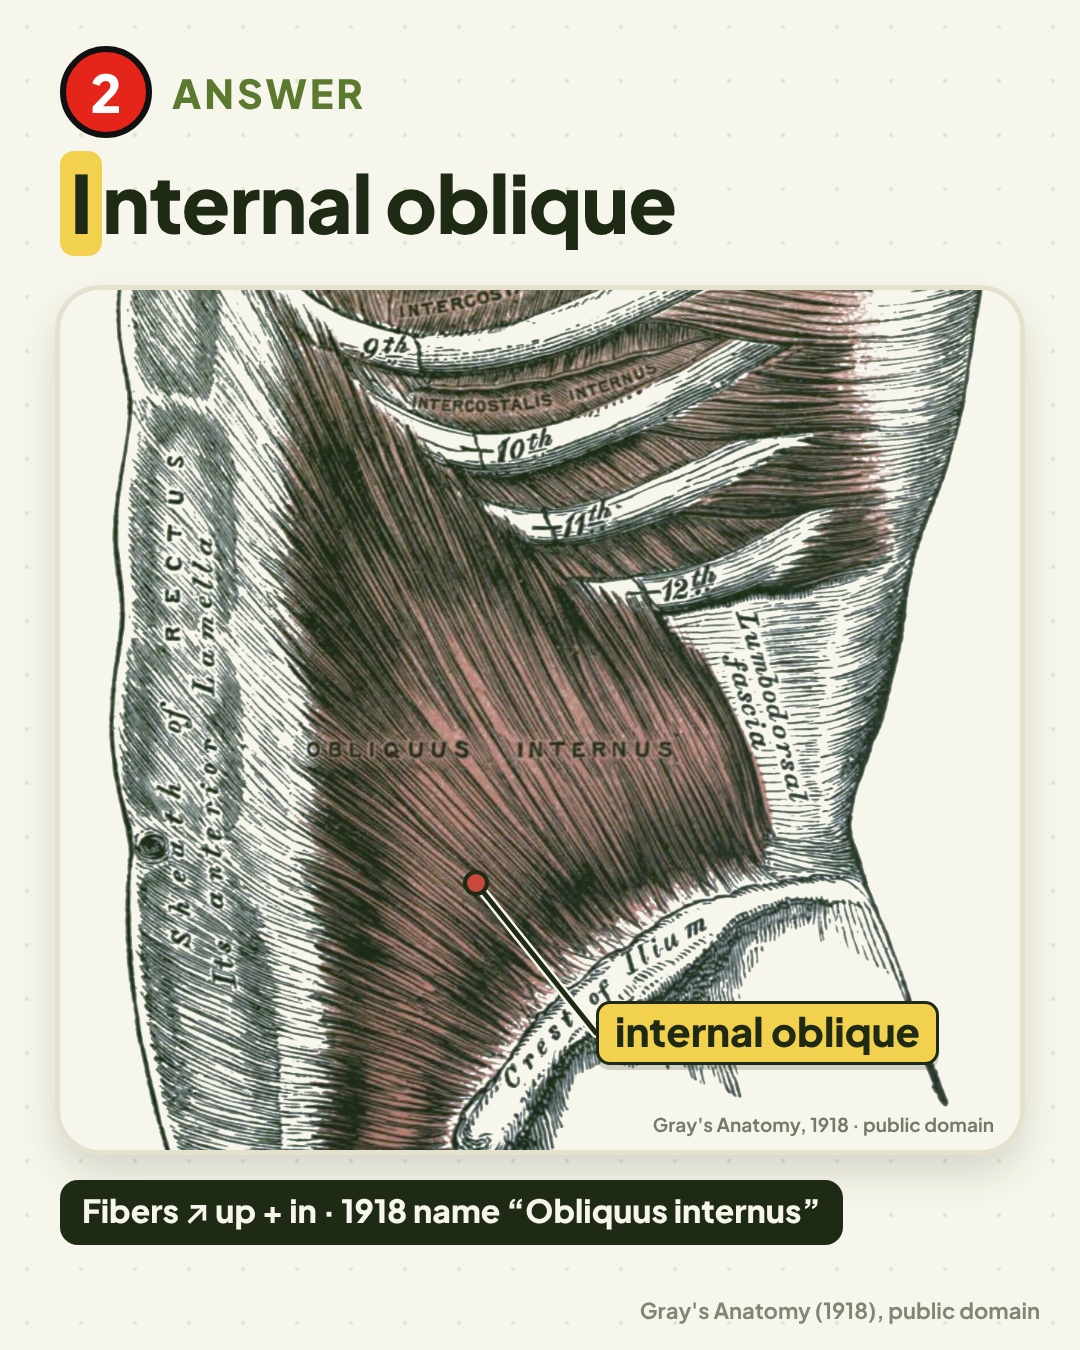 2 ANSWER
Internal oblique
INTERCOST
9th
INTERCOSTALIS INTERNUS
10th
11th
12th
Lumbodorsal
fascia
Sheath of RECTUS
Its anterior Lamella
OBLIQUUS INTERNUS
Crest of Ilium
internal oblique
Gray's Anatomy, 1918 · public domain
Fibers ↗ up + in · 1918 name “Obliquus internus”
Gray's Anatomy (1918), public domain